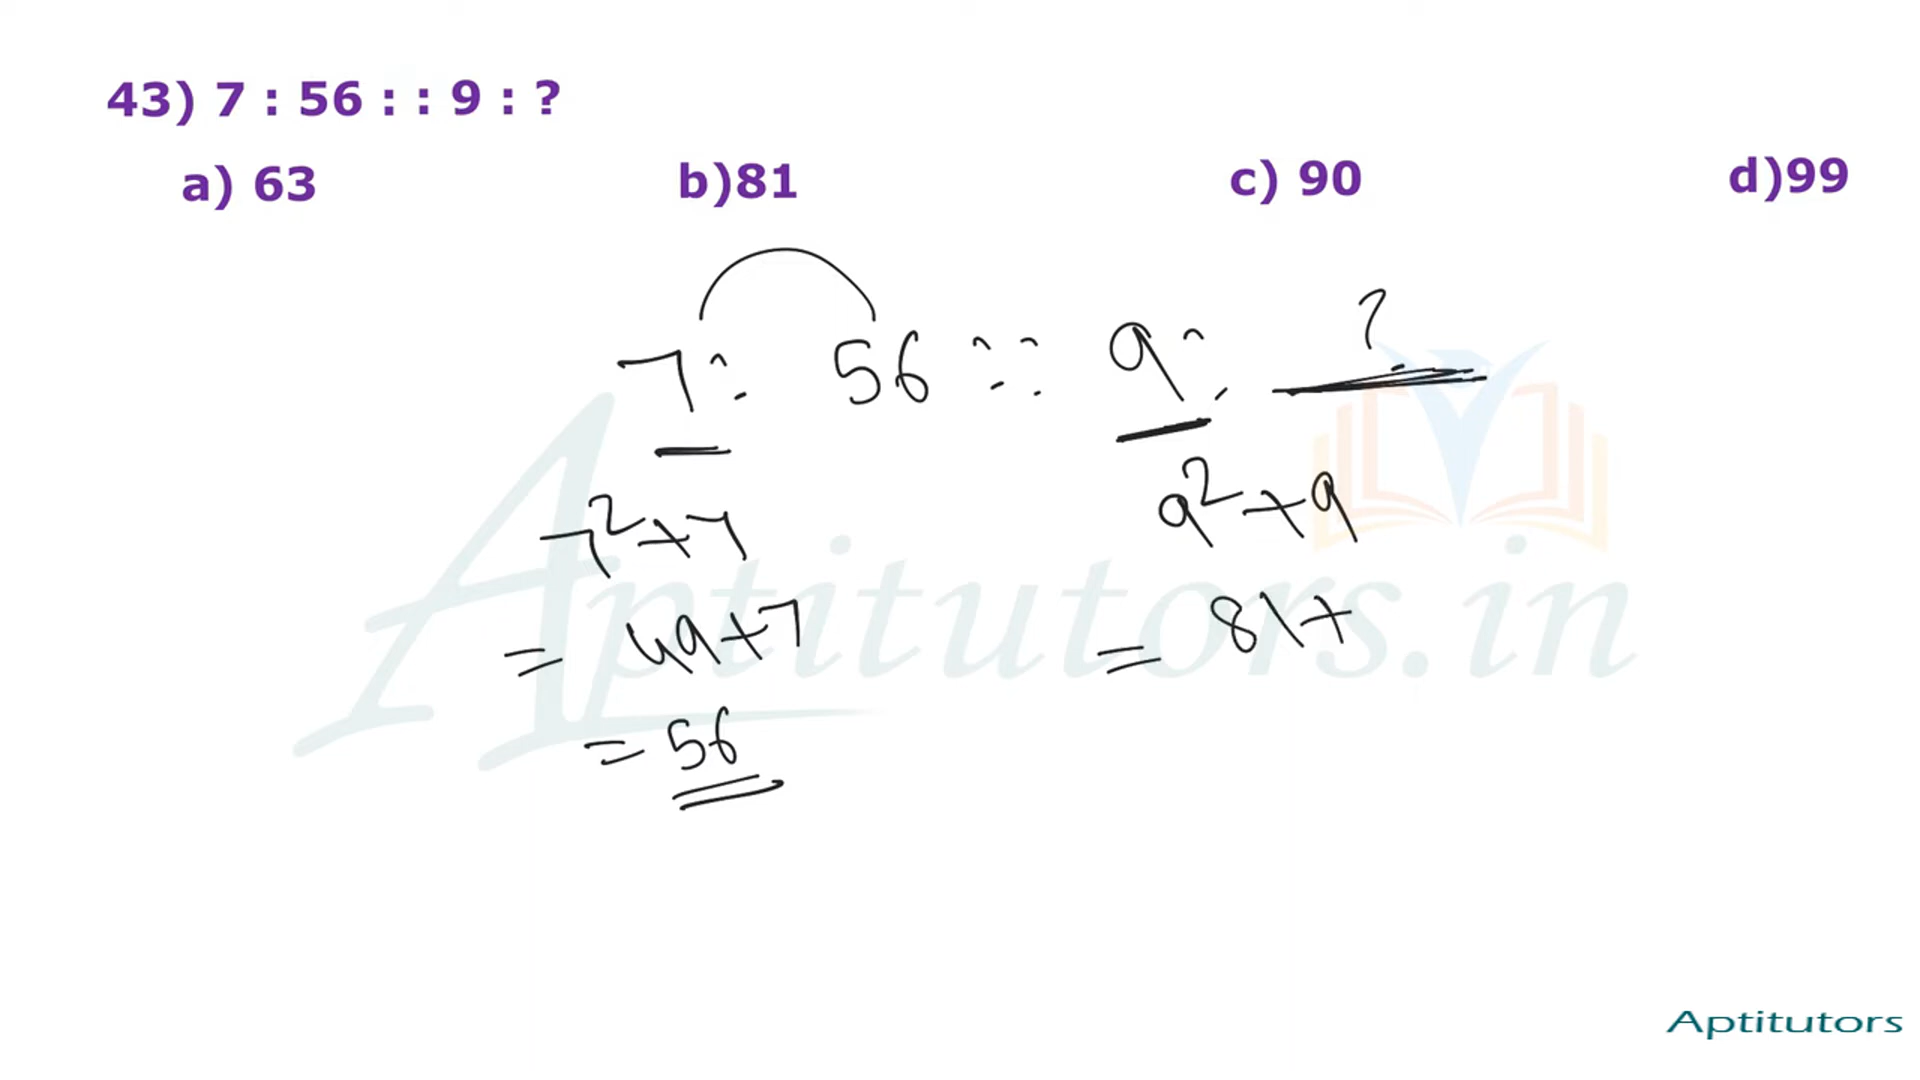 43) 7 : 56 : : 9 : ?
a) 63 b)81 c) 90 d)99
7 : 56 :: 9 : ?
7²+7 9²+9
= 49+7 = 81+
= 56
Aptitutors.in
Aptitutors